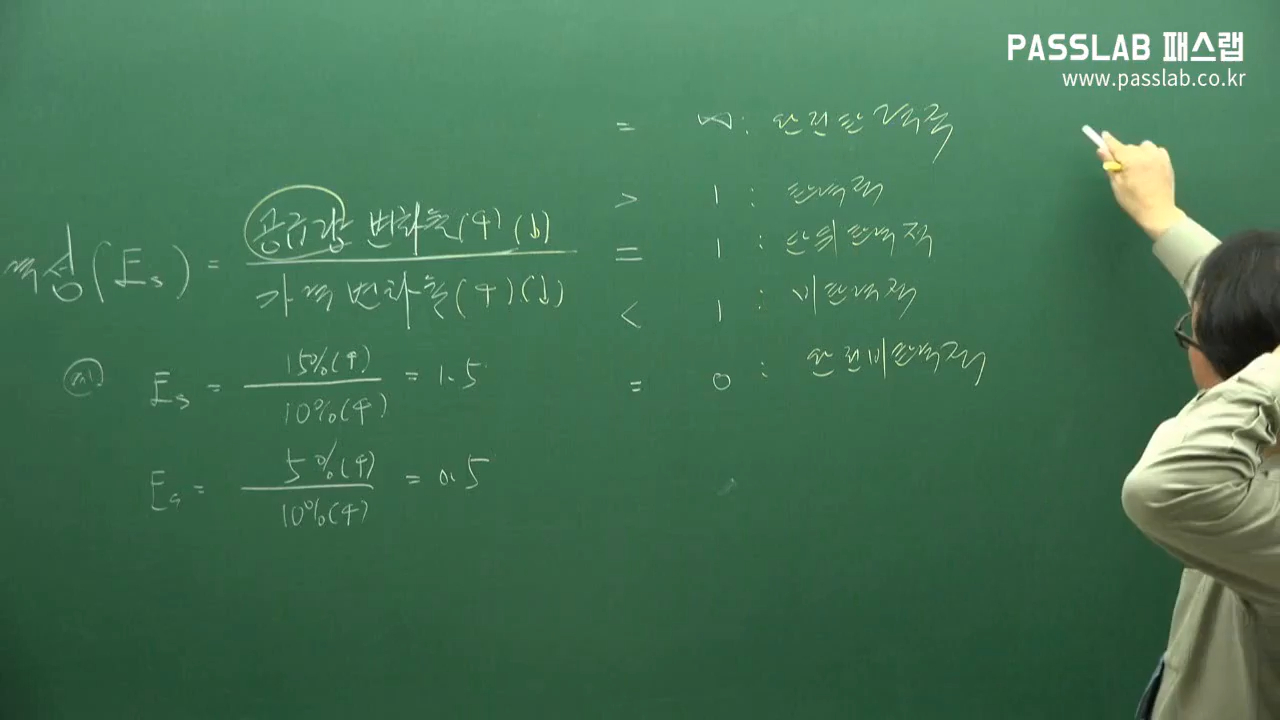 PASSLAB 패스랩
www.passlab.co.kr
= ∞ : 완전탄력적
> 1 : 탄력적
= 1 : 단위탄력적
< 1 : 비탄력적
= 0 : 완전비탄력적
력성(Es) = 공급량 변화율(↑)(↓)
가격 변화율(↑)(↓)
Es = 15%(↑) / 10%(↑) = 1.5
Es = 5%(↑) / 10%(↑) = 0.5